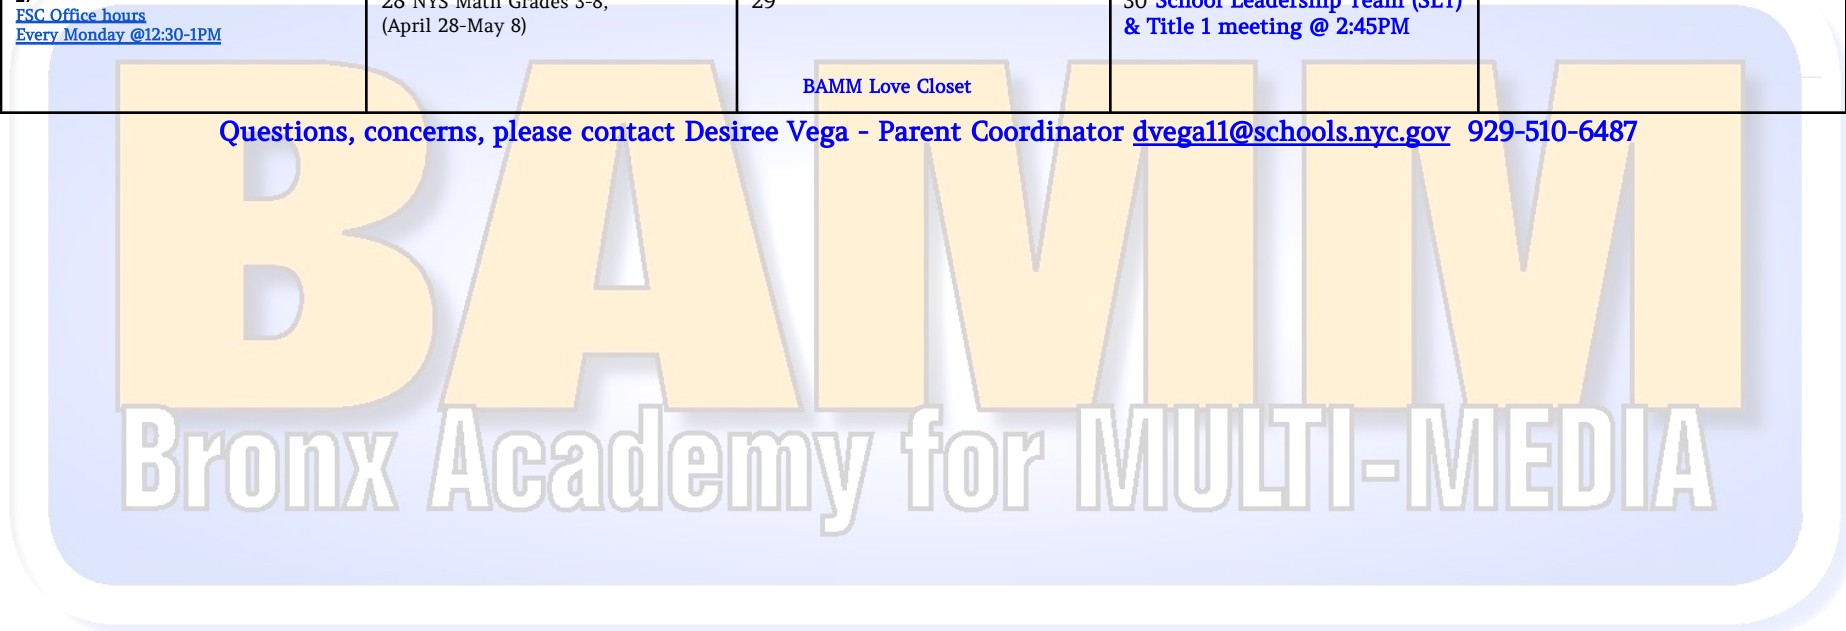 27
FSC Office hours
Every Monday @12:30-1PM
28 NYS Math Grades 3-8,
(April 28-May 8)
29
BAMM Love Closet
30 School Leadership Team (SLT)
& Title 1 meeting @ 2:45PM
Questions, concerns, please contact Desiree Vega - Parent Coordinator dvega11@schools.nyc.gov 929-510-6487
BAMM
Bronx Academy for MULTI-MEDIA